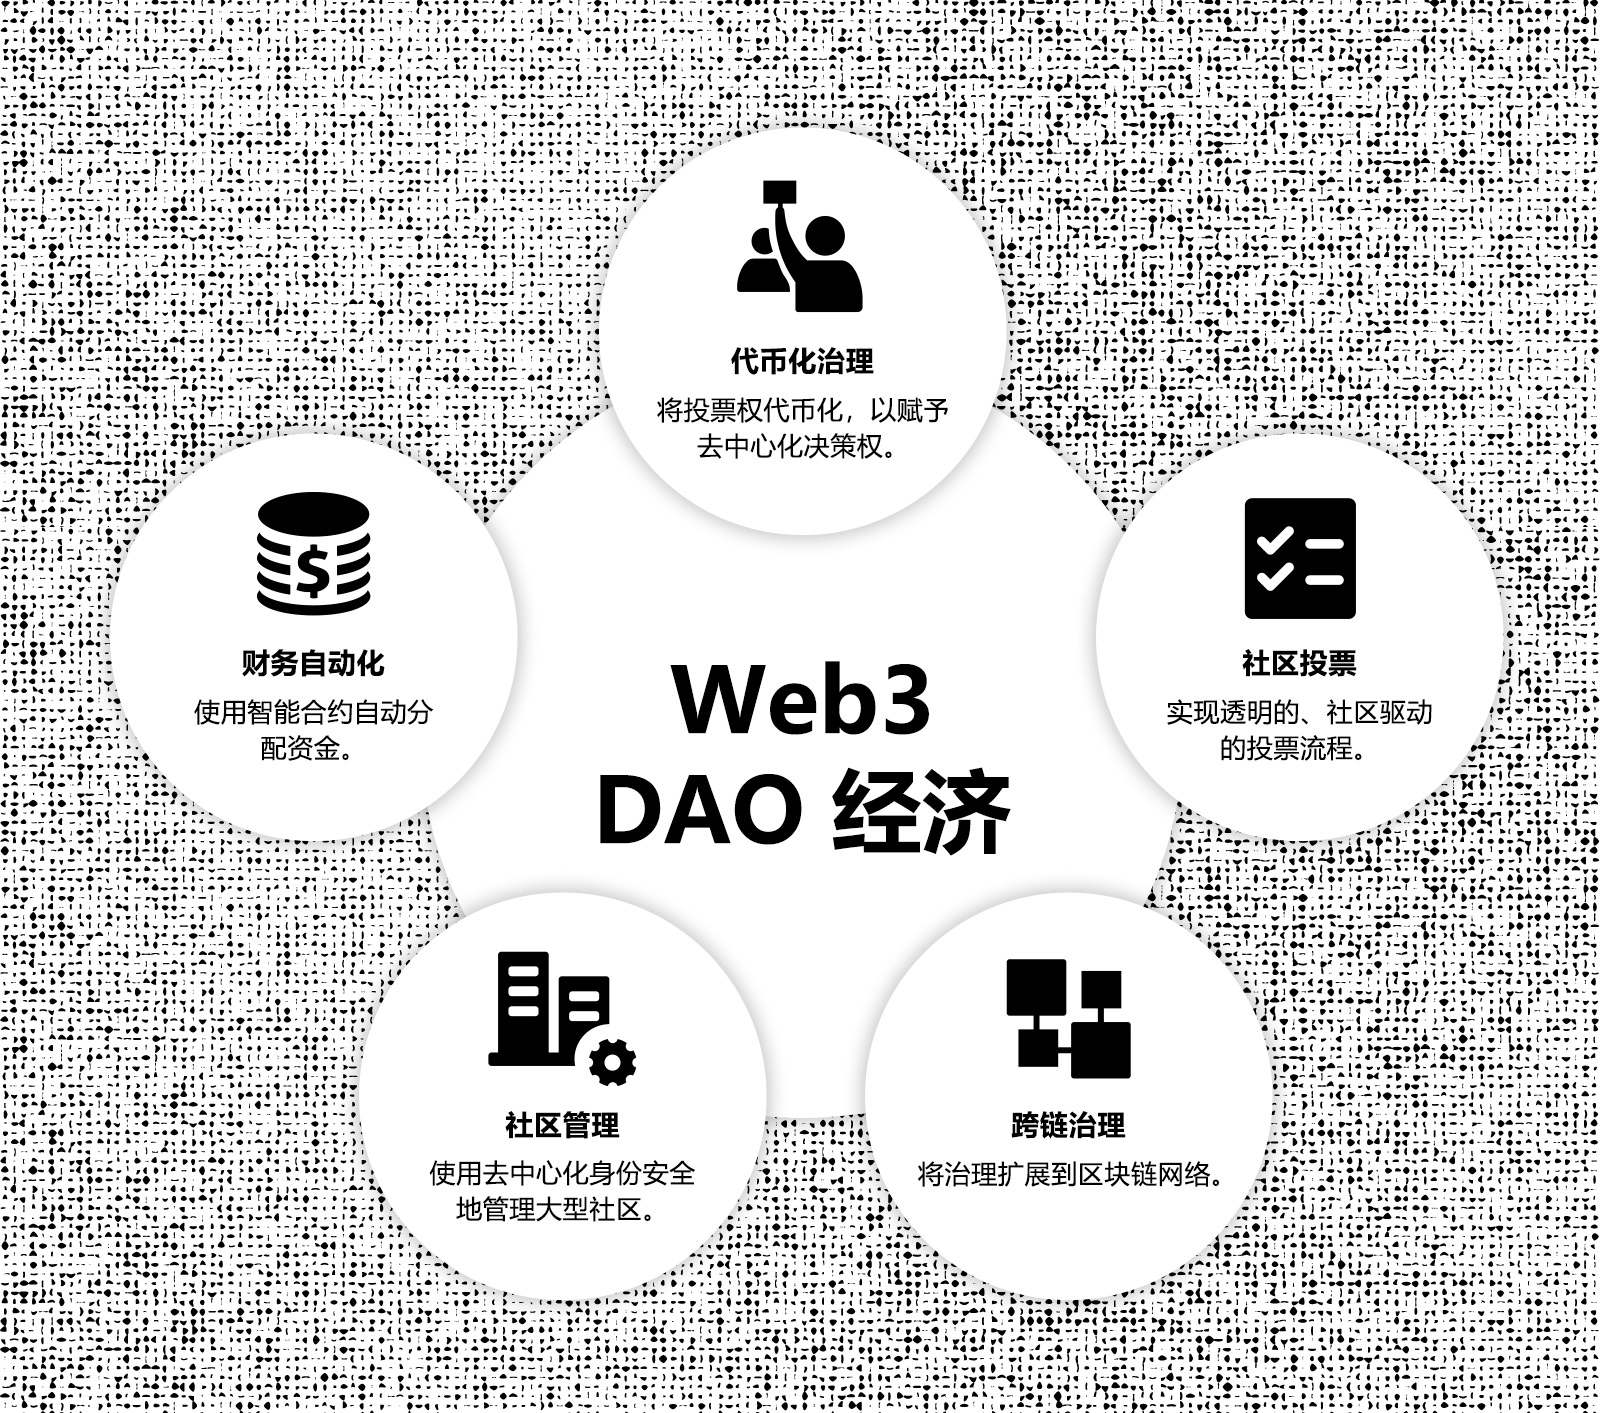 代币化治理
将投票权代币化，以赋予
去中心化决策权。
财务自动化
使用智能合约自动分
配资金。
社区投票
实现透明的、社区驱动
的投票流程。
Web3
DAO 经济
社区管理
使用去中心化身份安全
地管理大型社区。
跨链治理
将治理扩展到区块链网络。